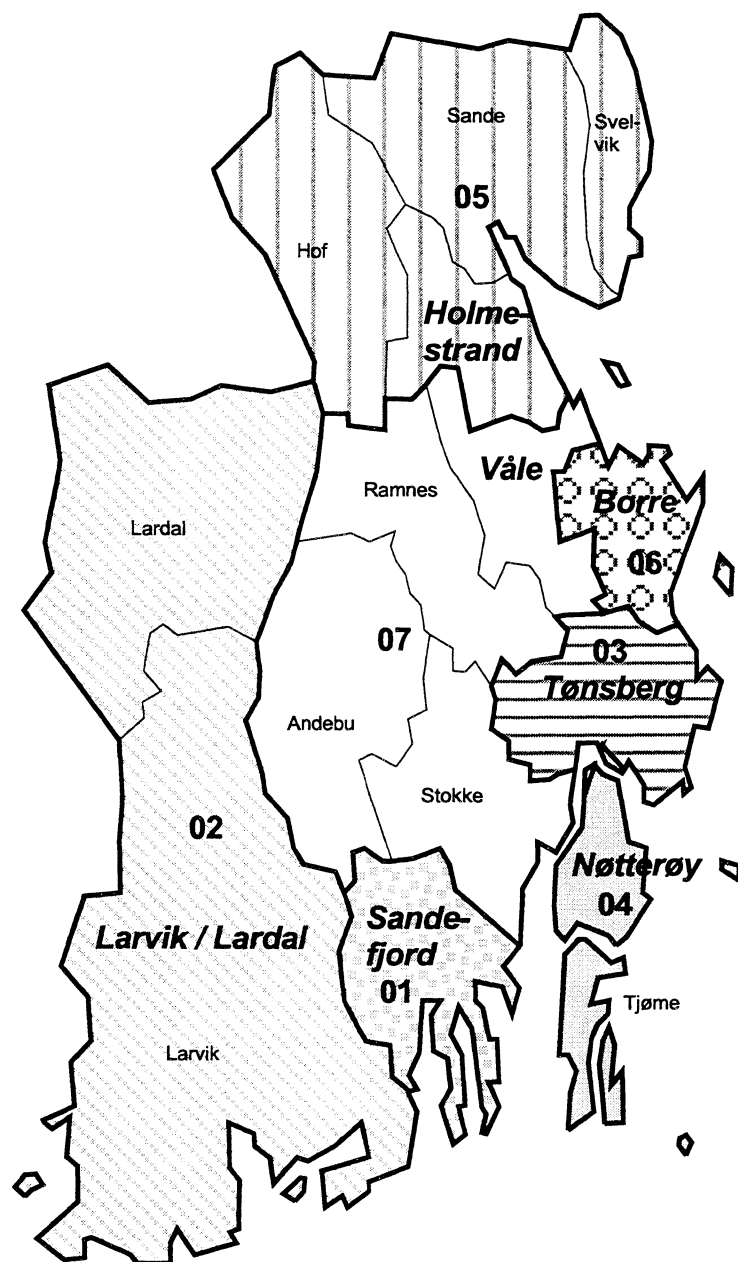 Sande
Svel-
vik
05
Hof
Holme-
strand
Våle
Ramnes
Børre
06
Lardal
03
Tønsberg
07
Andebu
Stokke
02
Nøtterøy
04
Larvik / Lardal
Sande-
fjord
01
Tjøme
Larvik